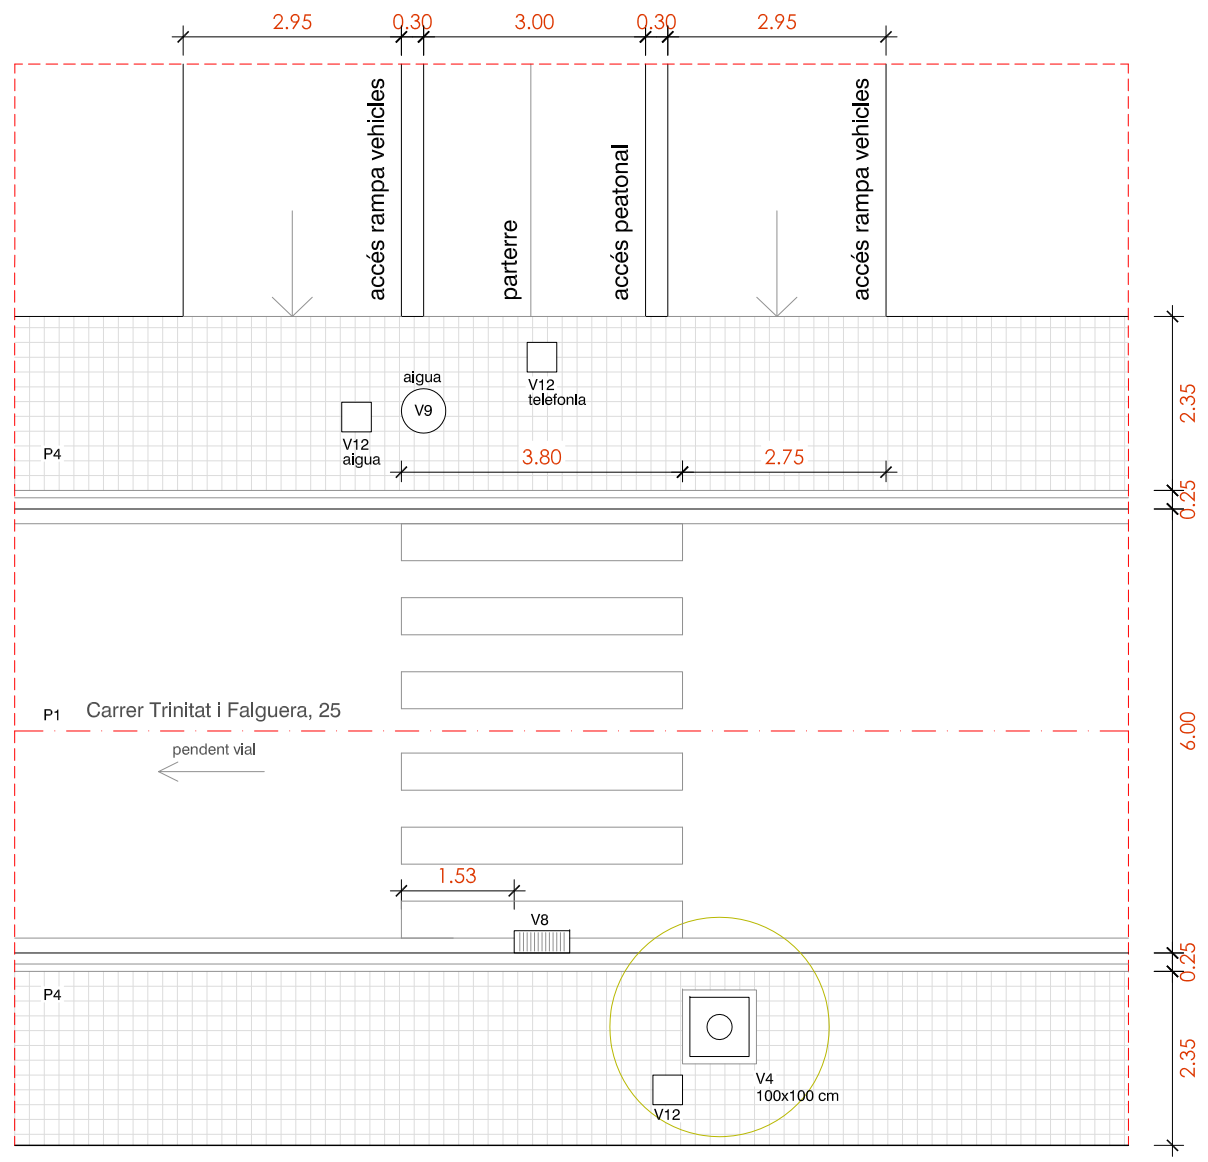 2.95
0.30
3.00
0.30
2.95
accés rampa vehicles
parterre
accés peatonal
accés rampa vehicles
aigua
V9
V12
telefonIa
V12
aigua
P4
3.80
2.75
2.35
0.25
P1
Carrer Trinitat i Falguera, 25
pendent vial
6.00
1.53
V8
0.25
P4
V4
100x100 cm
V12
2.35